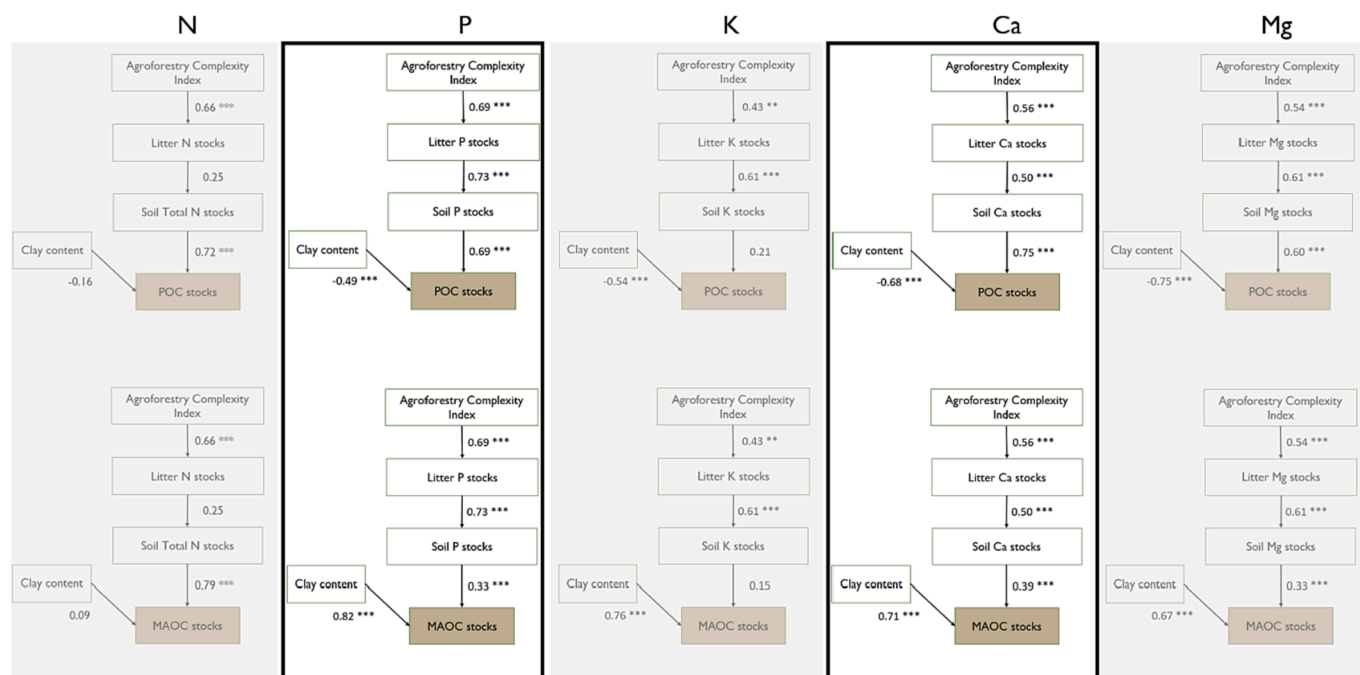 N
P
K
Ca
Mg
Agroforestry Complexity
Index
0.66 ***
Litter N stocks
0.25
Soil Total N stocks
Clay content
0.72 ***
-0.16
POC stocks
Agroforestry Complexity
Index
0.69 ***
Litter P stocks
0.73 ***
Soil P stocks
Clay content
0.69 ***
-0.49 ***
POC stocks
Agroforestry Complexity
Index
0.43 **
Litter K stocks
0.61 ***
Soil K stocks
Clay content
0.21
-0.54 ***
POC stocks
Agroforestry Complexity
Index
0.56 ***
Litter Ca stocks
0.50 ***
Soil Ca stocks
Clay content
0.75 ***
-0.68 ***
POC stocks
Agroforestry Complexity
Index
0.54 ***
Litter Mg stocks
0.61 ***
Soil Mg stocks
Clay content
0.60 ***
-0.75 ***
POC stocks
Agroforestry Complexity
Index
0.66 ***
Litter N stocks
0.25
Soil Total N stocks
Clay content
0.79 ***
0.09
MAOC stocks
Agroforestry Complexity
Index
0.69 ***
Litter P stocks
0.73 ***
Soil P stocks
Clay content
0.33 ***
0.82 ***
MAOC stocks
Agroforestry Complexity
Index
0.43 **
Litter K stocks
0.61 ***
Soil K stocks
Clay content
0.15
0.76 ***
MAOC stocks
Agroforestry Complexity
Index
0.56 ***
Litter Ca stocks
0.50 ***
Soil Ca stocks
Clay content
0.39 ***
0.71 ***
MAOC stocks
Agroforestry Complexity
Index
0.54 ***
Litter Mg stocks
0.61 ***
Soil Mg stocks
Clay content
0.33 ***
0.67 ***
MAOC stocks